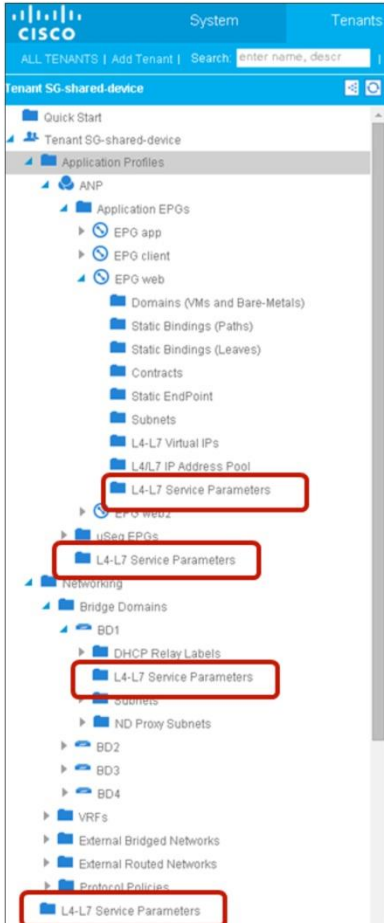 CISCO
System Tenants
ALL TENANTS | Add Tenant | Search: enter name, descr |
Tenant SG-shared-device
Quick Start
Tenant SG-shared-device
Application Profiles
ANP
Application EPGs
EPG app
EPG client
EPG web
Domains (VMs and Bare-Metals)
Static Bindings (Paths)
Static Bindings (Leaves)
Contracts
Static EndPoint
Subnets
L4-L7 Virtual IPs
L4/L7 IP Address Pool
L4-L7 Service Parameters
EPG web2
uSeg EPGs
L4-L7 Service Parameters
Networking
Bridge Domains
BD1
DHCP Relay Labels
L4-L7 Service Parameters
Subnets
ND Proxy Subnets
BD2
BD3
BD4
VRFs
External Bridged Networks
External Routed Networks
Protocol Policies
L4-L7 Service Parameters